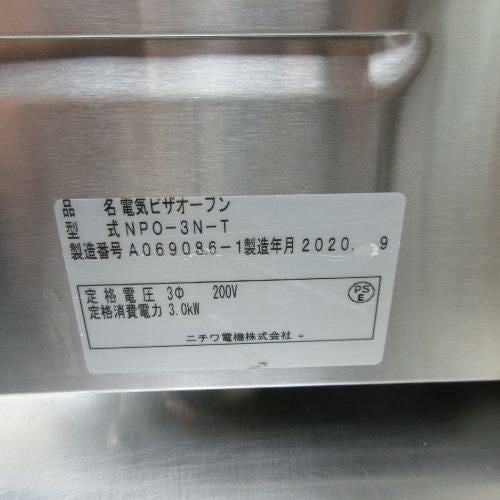 品 名 電気ピザオーブン
型 式 NPO-3N-T
製造番号 A069086-1 製造年月 2020. 9
定格電圧 3Φ 200V
定格消費電力 3.0kW
PS
E
ニチワ電機株式会社